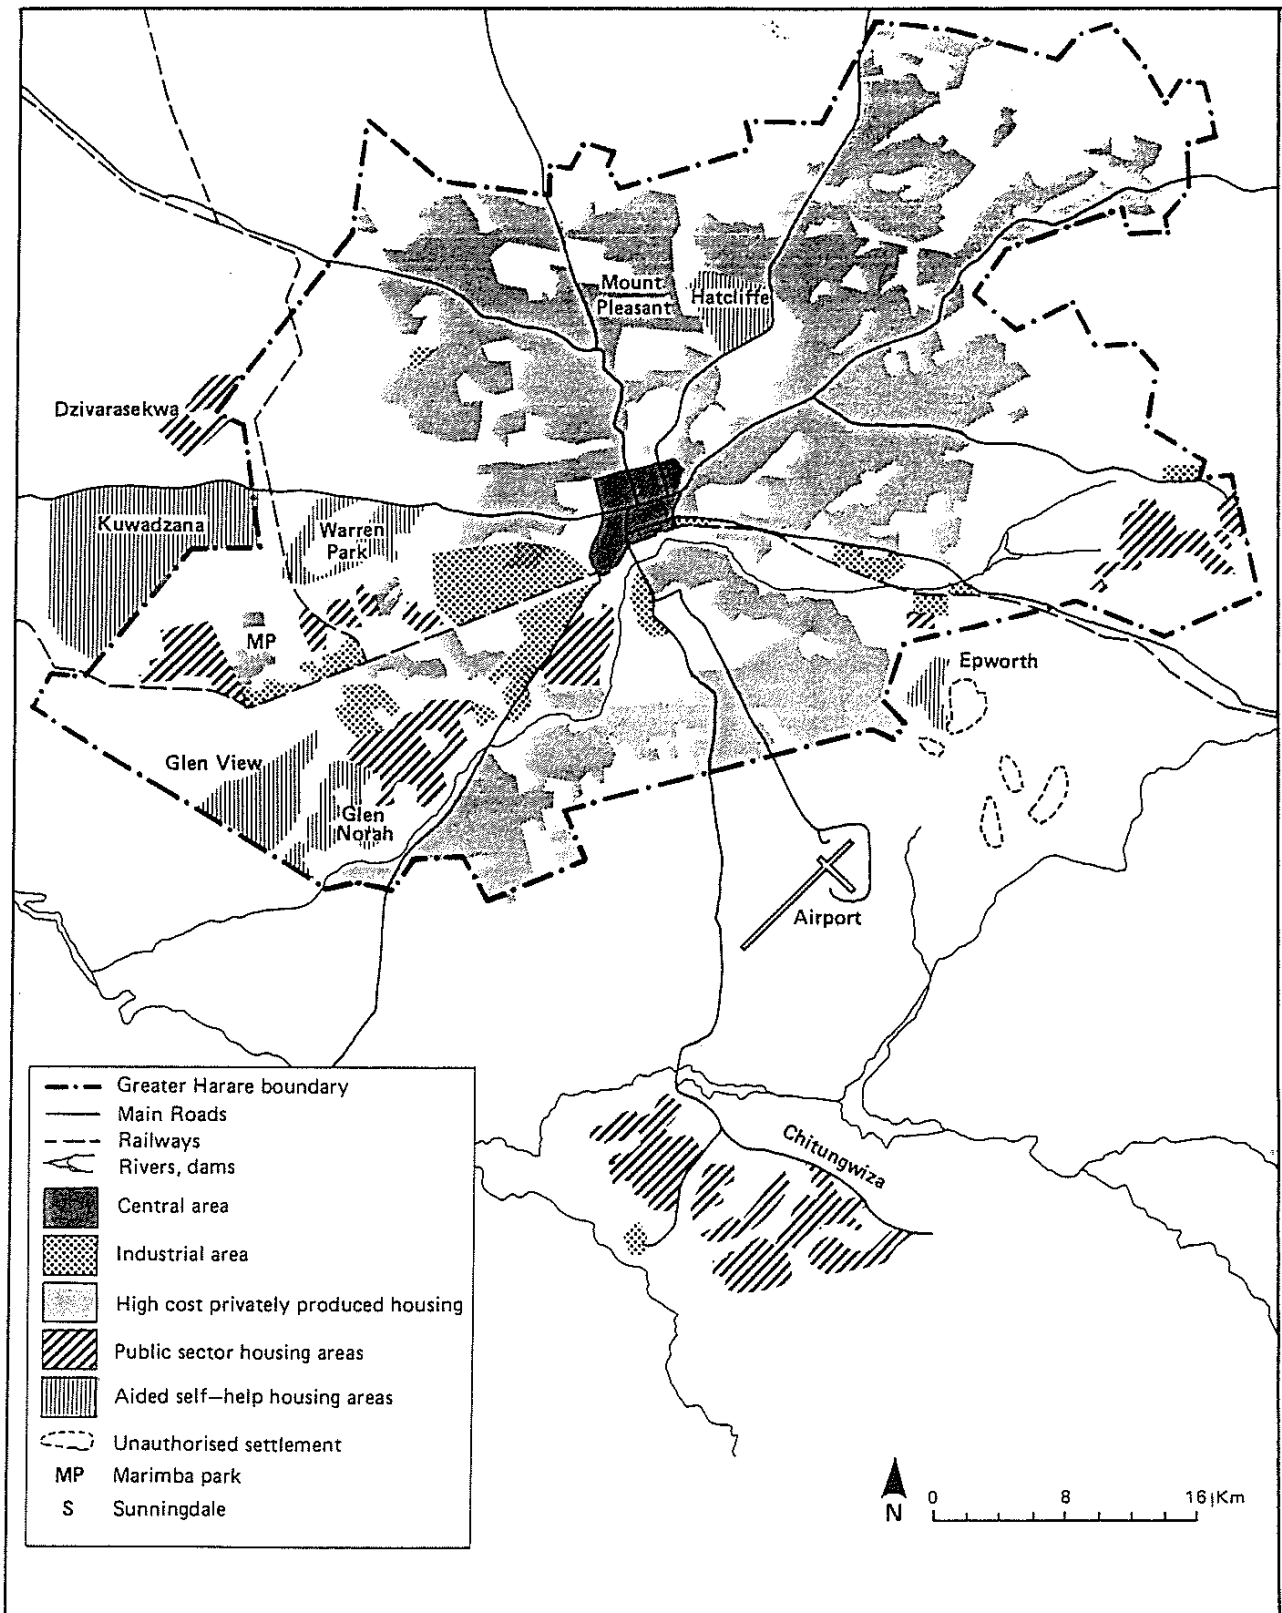 Mount
Pleasant
Hatcliffe
Dzivarasekwa
Kuwadzana
Warren
Park
MP
Epworth
Glen View
Glen
Norah
Airport
Chitungwiza
Greater Harare boundary
Main Roads
Railways
Rivers, dams
Central area
Industrial area
High cost privately produced housing
Public sector housing areas
Aided self–help housing areas
Unauthorised settlement
MP Marimba park
S Sunningdale
N
0 8 16 Km